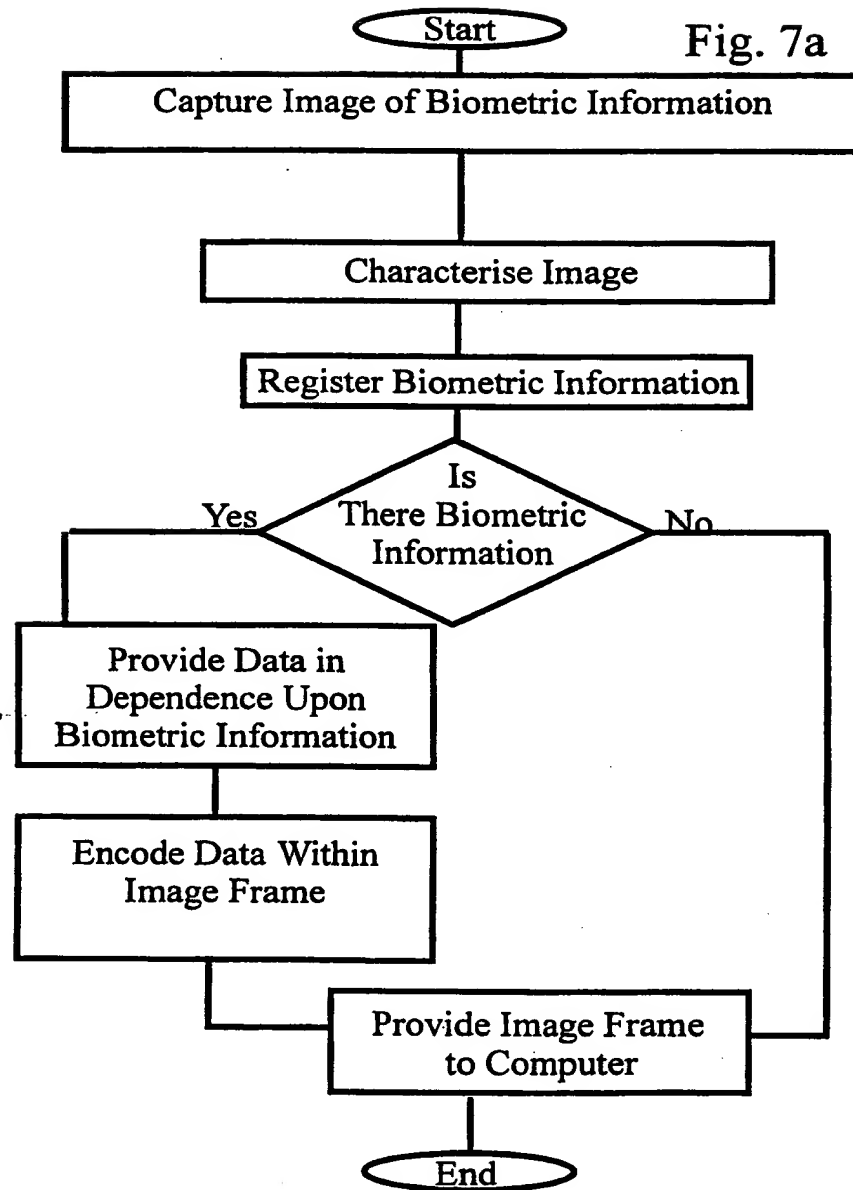 Start
Fig. 7a
Capture Image of Biometric Information
Characterise Image
Register Biometric Information
Is
There Biometric
Information
Yes
No
Provide Data in
Dependence Upon
Biometric Information
Encode Data Within
Image Frame
Provide Image Frame
to Computer
End